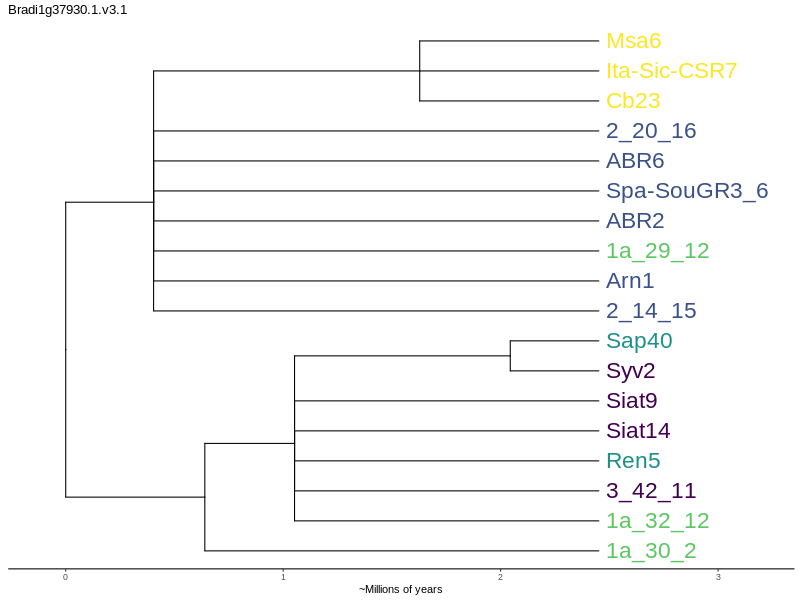 Bradi1g37930.1.v3.1
Msa6
Ita-Sic-CSR7
Cb23
2_20_16
ABR6
Spa-SouGR3_6
ABR2
1a_29_12
Arn1
2_14_15
Sap40
Syv2
Siat9
Siat14
Ren5
3_42_11
1a_32_12
1a_30_2
0 1 2 3
~Millions of years